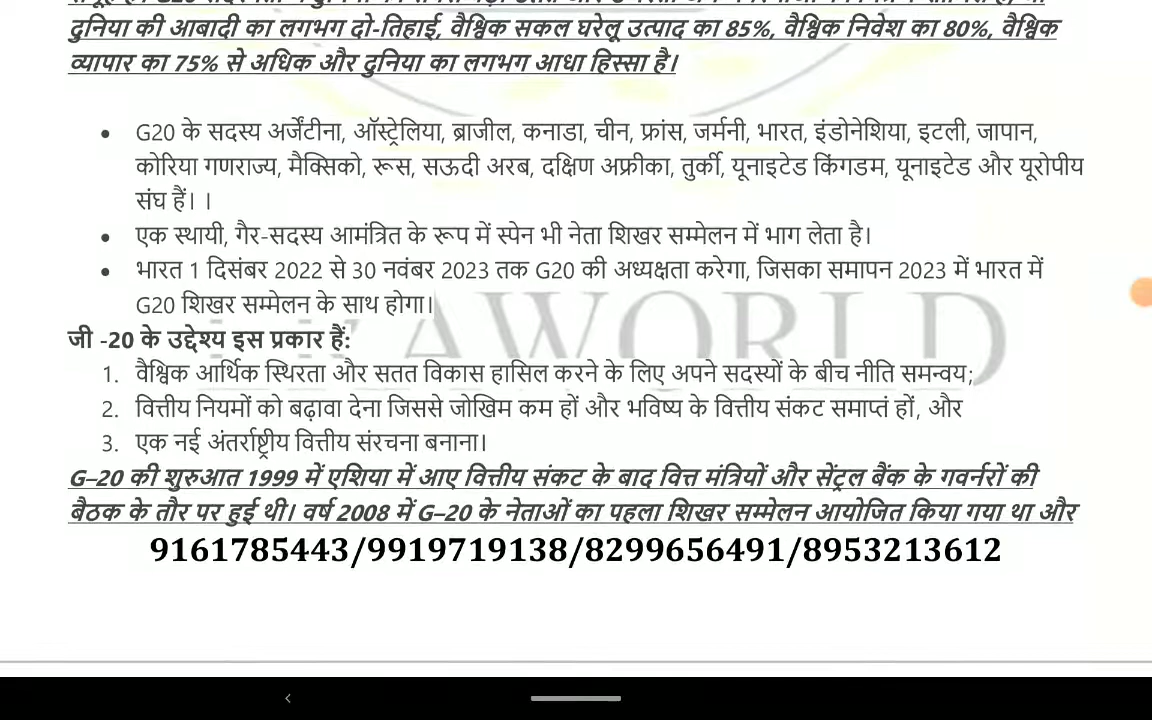 दुनिया की आबादी का लगभग दो-तिहाई, वैश्विक सकल घरेलू उत्पाद का 85%, वैश्विक निवेश का 80%, वैश्विक
व्यापार का 75% से अधिक और दुनिया का लगभग आधा हिस्सा है।
• G20 के सदस्य अर्जेंटीना, ऑस्ट्रेलिया, ब्राजील, कनाडा, चीन, फ्रांस, जर्मनी, भारत, इंडोनेशिया, इटली, जापान,
कोरिया गणराज्य, मैक्सिको, रूस, सऊदी अरब, दक्षिण अफ्रीका, तुर्की, यूनाइटेड किंगडम, यूनाइटेड और यूरोपीय
संघ हैं। ।
• एक स्थायी, गैर-सदस्य आमंत्रित के रूप में स्पेन भी नेता शिखर सम्मेलन में भाग लेता है।
• भारत 1 दिसंबर 2022 से 30 नवंबर 2023 तक G20 की अध्यक्षता करेगा, जिसका समापन 2023 में भारत में
G20 शिखर सम्मेलन के साथ होगा।
AWORLD
जी -20 के उद्देश्य इस प्रकार हैं:
1. वैश्विक आर्थिक स्थिरता और सतत विकास हासिल करने के लिए अपने सदस्यों के बीच नीति समन्वय;
2. वित्तीय नियमों को बढ़ावा देना जिससे जोखिम कम हों और भविष्य के वित्तीय संकट समाप्तं हों, और
3. एक नई अंतर्राष्ट्रीय वित्तीय संरचना बनाना।
G–20 की शुरुआत 1999 में एशिया में आए वित्तीय संकट के बाद वित्त मंत्रियों और सेंट्रल बैंक के गवर्नरों की
बैठक के तौर पर हुई थी। वर्ष 2008 में G–20 के नेताओं का पहला शिखर सम्मेलन आयोजित किया गया था और
9161785443/9919719138/8299656491/8953213612